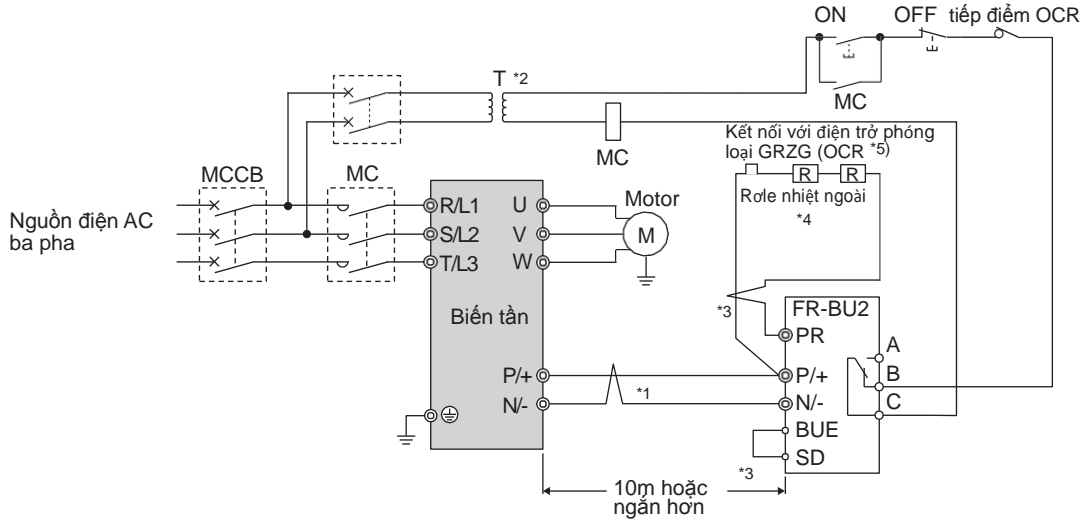 ON
OFF
tiếp điểm OCR
T *2
MC
MC
Kết nối với điện trở phóng
loại GRZG (OCR *5)
R
R
Rơle nhiệt ngoài
*4
MCCB
MC
Nguồn điện AC
ba pha
R/L1
S/L2
T/L3
U
V
W
Motor
M
Biến tần
P/+
N/-
*1
*3
FR-BU2
PR
P/+
N/-
BUE
SD
A
B
C
*3
10m hoặc
ngắn hơn